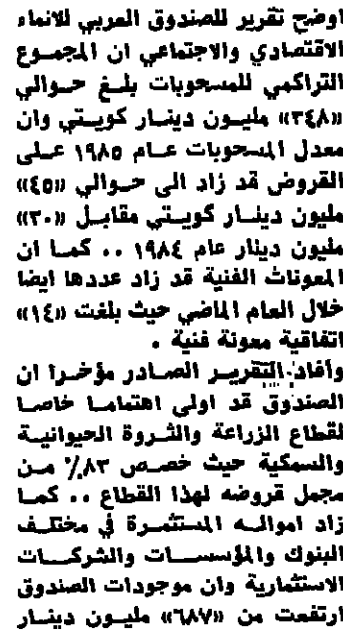 اوضح تقرير للصندوق العربي للانماء
الاقتصادي والاجتماعي ان المجموع
التراكمي للمسحوبات بلغ حوالي
«٣٤٨» مليون دينار كويتي وان
معدل المسحوبات عام ١٩٨٥ على
القروض قد زاد الى حوالي «٤٥»
مليون دينار كويتي مقابل «٣٠»
مليون دينار عام ١٩٨٤ .. كما ان
المعونات الفنية قد زاد عددها ايضا
خلال العام الماضي حيث بلغت «١٤»
اتفاقية معونة فنية .
وأفاد التقرير الصادر مؤخرا ان
الصندوق قد اولى اهتماما خاصا
لقطاع الزراعة والثروة الحيوانية
والسمكية حيث خصص ٨٣٪ من
مجمل قروضه لهذا القطاع .. كما
زاد امواله المستثمرة في مختلف
البنوك والمؤسسات والشركات
الاستثمارية وان موجودات الصندوق
ارتفعت من «٦٨٧» مليون دينار